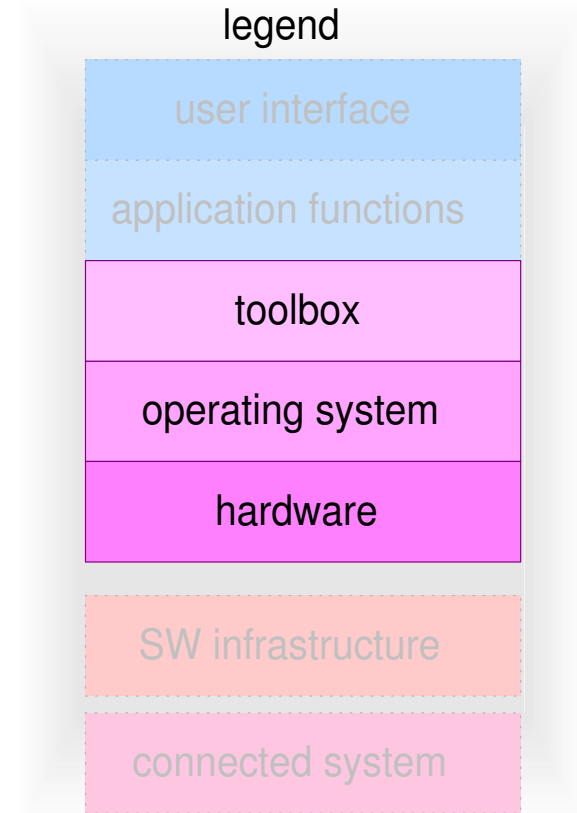 legend
user interface
application functions
toolbox
operating system
hardware
SW infrastructure
connected system